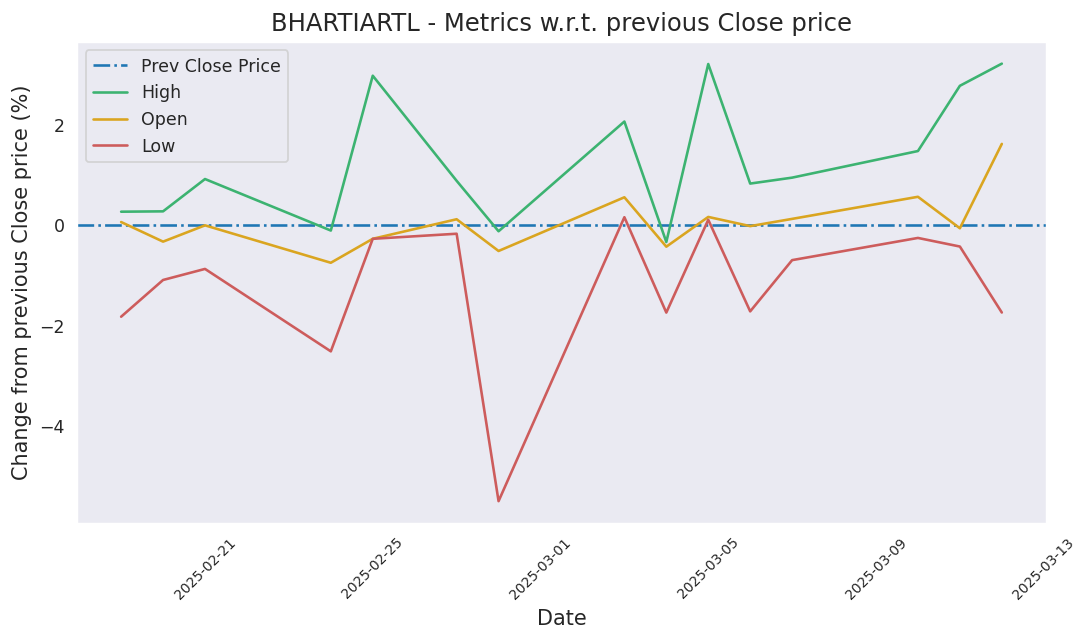 BHARTIARTL - Metrics w.r.t. previous Close price
Prev Close Price
High
Open
Low
Change from previous Close price (%)
2
0
−2
−4
2025-02-21
2025-02-25
2025-03-01
2025-03-05
2025-03-09
2025-03-13
Date